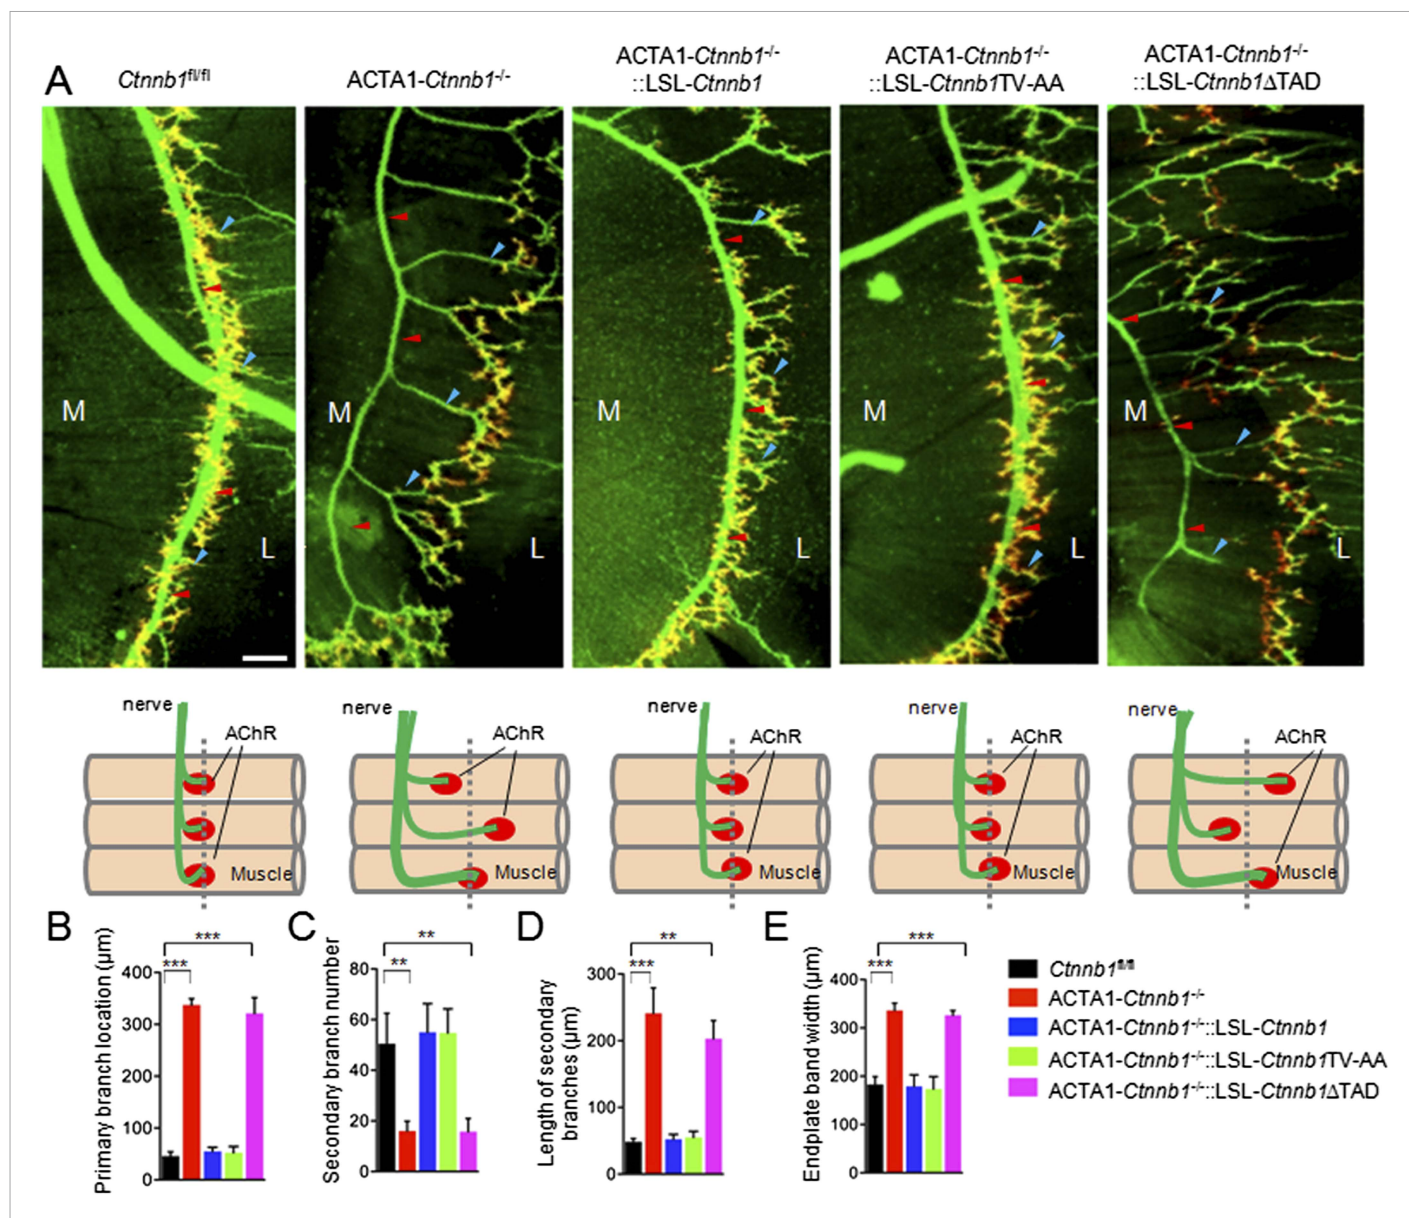 A
Ctnnb1fl/fl
ACTA1-Ctnnb1-/-
ACTA1-Ctnnb1-/-
::LSL-Ctnnb1
ACTA1-Ctnnb1-/-
::LSL-Ctnnb1TV-AA
ACTA1-Ctnnb1-/-
::LSL-Ctnnb1ΔTAD
M
L
M
L
M
L
M
L
M
L
nerve
AChR
Muscle
nerve
AChR
Muscle
nerve
AChR
Muscle
nerve
AChR
Muscle
nerve
AChR
Muscle
B
Primary branch location (μm)
400
300
200
100
0
***
***
C
Secondary branch number
80
60
40
20
0
**
**
D
Length of secondary
branches (μm)
300
200
100
0
***
**
E
Endplate band width (μm)
400
300
200
100
0
***
***
Ctnnb1fl/fl
ACTA1-Ctnnb1-/-
ACTA1-Ctnnb1-/-::LSL-Ctnnb1
ACTA1-Ctnnb1-/-::LSL-Ctnnb1TV-AA
ACTA1-Ctnnb1-/-::LSL-Ctnnb1ΔTAD